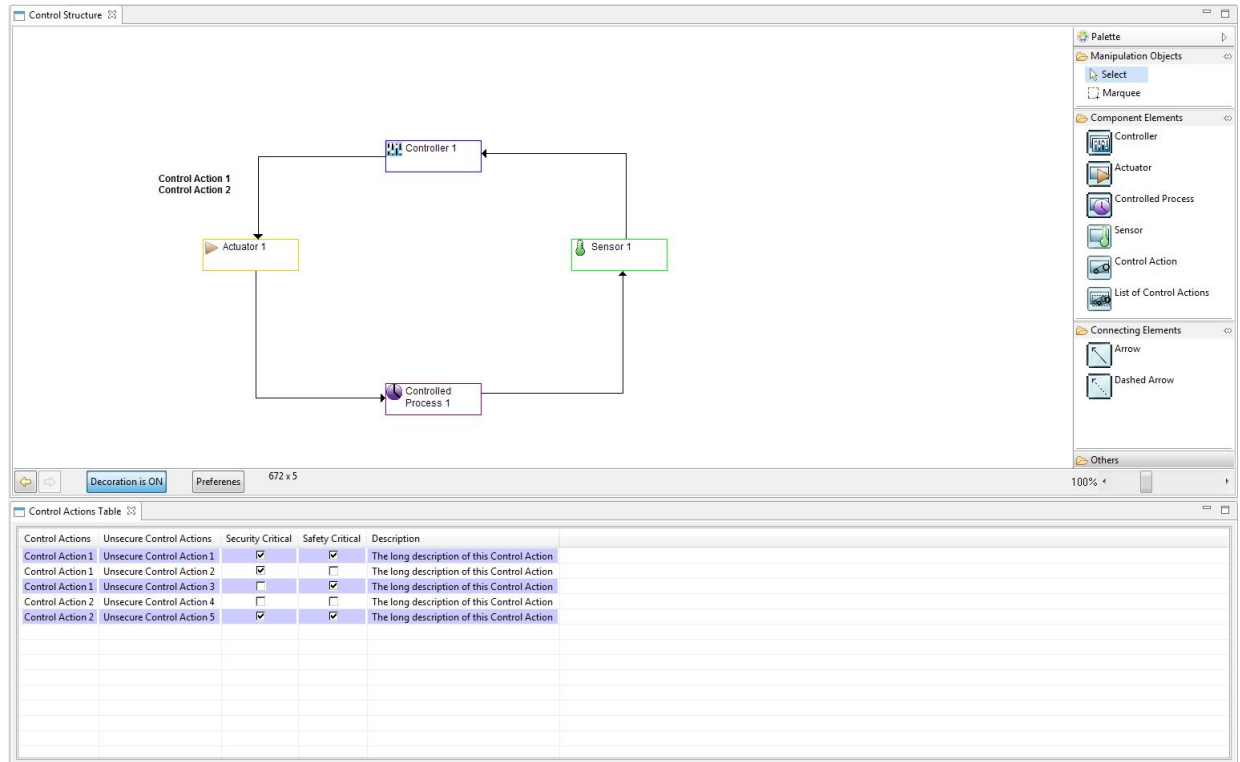 Control Structure
Palette
Manipulation Objects
Select
Marquee
Component Elements
Controller
Actuator
Controlled Process
Sensor
Control Action
List of Control Actions
Connecting Elements
Arrow
Dashed Arrow
Others
Controller 1
Control Action 1
Control Action 2
Actuator 1
Sensor 1
Controlled
Process 1
Decoration is ON Preferenes 672 x 5 100%
Control Actions Table
Control Actions Unsecure Control Actions Security Critical Safety Critical Description
Control Action 1 Unsecure Control Action 1 The long description of this Control Action
Control Action 1 Unsecure Control Action 2 The long description of this Control Action
Control Action 1 Unsecure Control Action 3 The long description of this Control Action
Control Action 2 Unsecure Control Action 4 The long description of this Control Action
Control Action 2 Unsecure Control Action 5 The long description of this Control Action